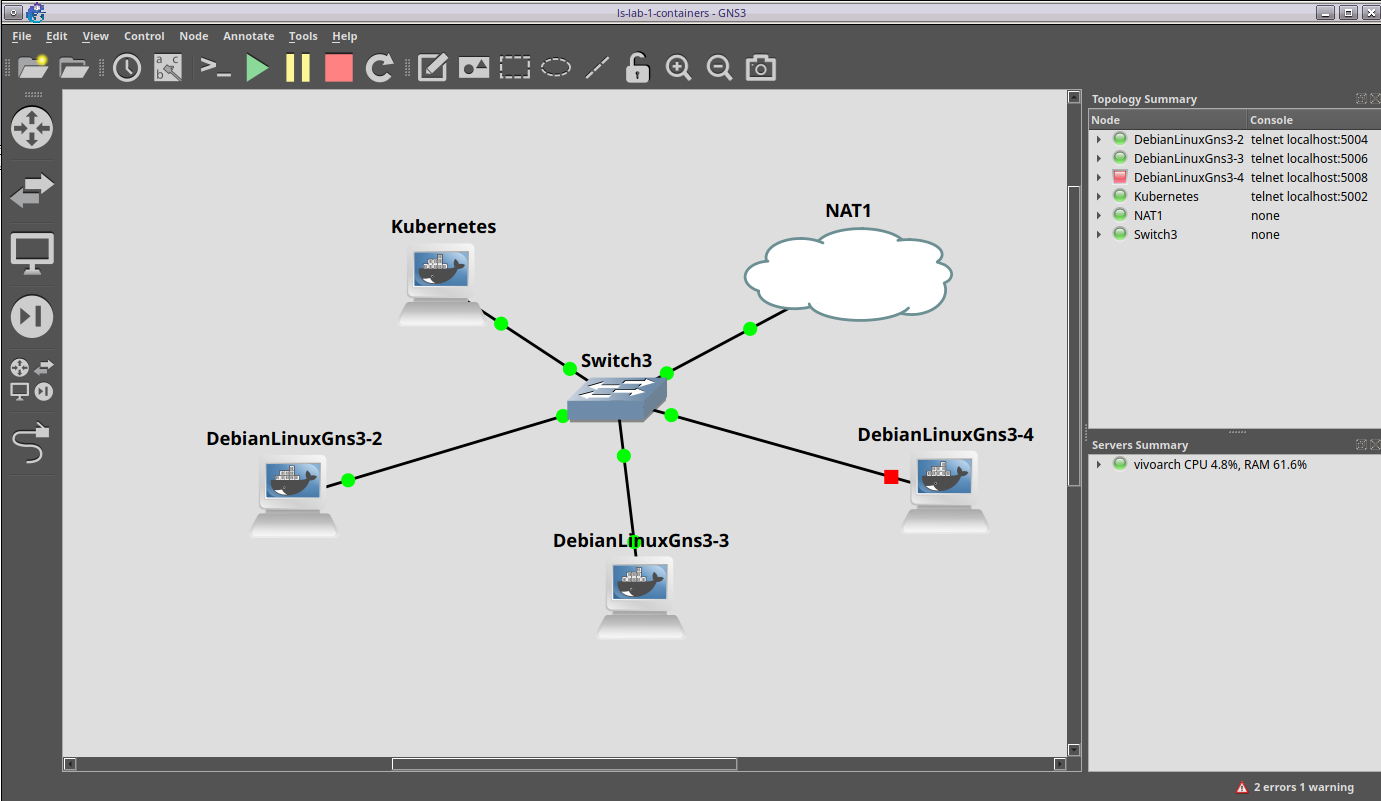 ls-lab-1-containers - GNS3
File Edit View Control Node Annotate Tools Help
Kubernetes
NAT1
Switch3
DebianLinuxGns3-2
DebianLinuxGns3-4
DebianLinuxGns3-3
Topology Summary
Node Console
DebianLinuxGns3-2 telnet localhost:5004
DebianLinuxGns3-3 telnet localhost:5006
DebianLinuxGns3-4 telnet localhost:5008
Kubernetes telnet localhost:5002
NAT1 none
Switch3 none
Servers Summary
vivoarch CPU 4.8%, RAM 61.6%
2 errors 1 warning